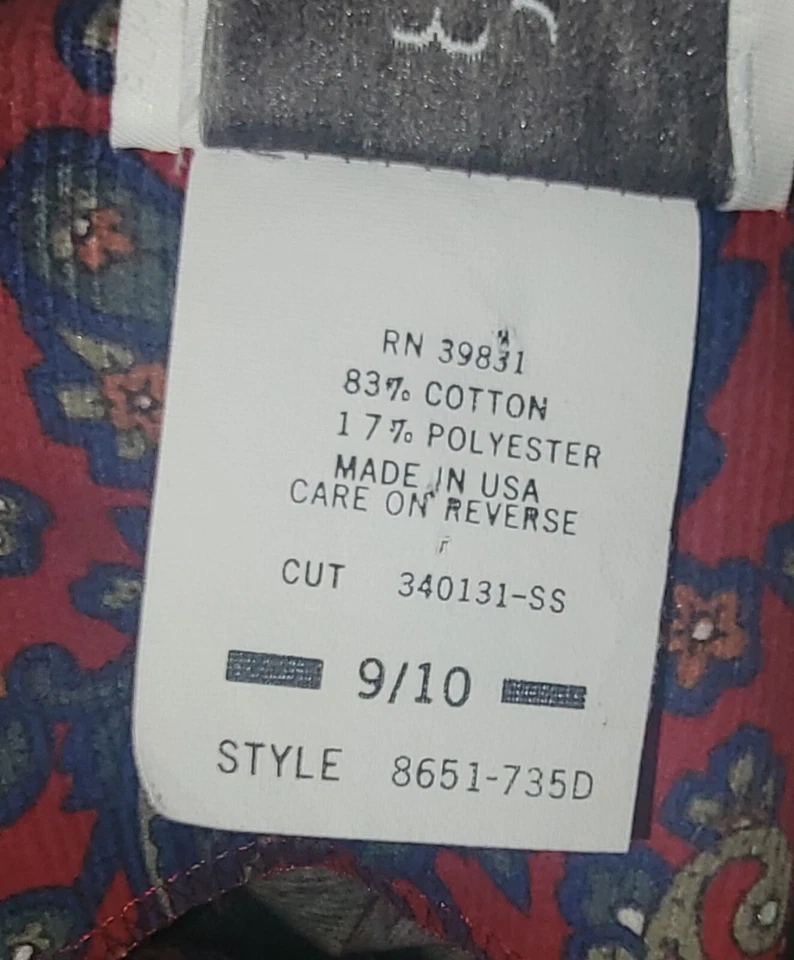 RN 39831
83% COTTON
17% POLYESTER
MADE IN USA
CARE ON REVERSE
CUT 340131-SS
9/10
STYLE 8651-735D